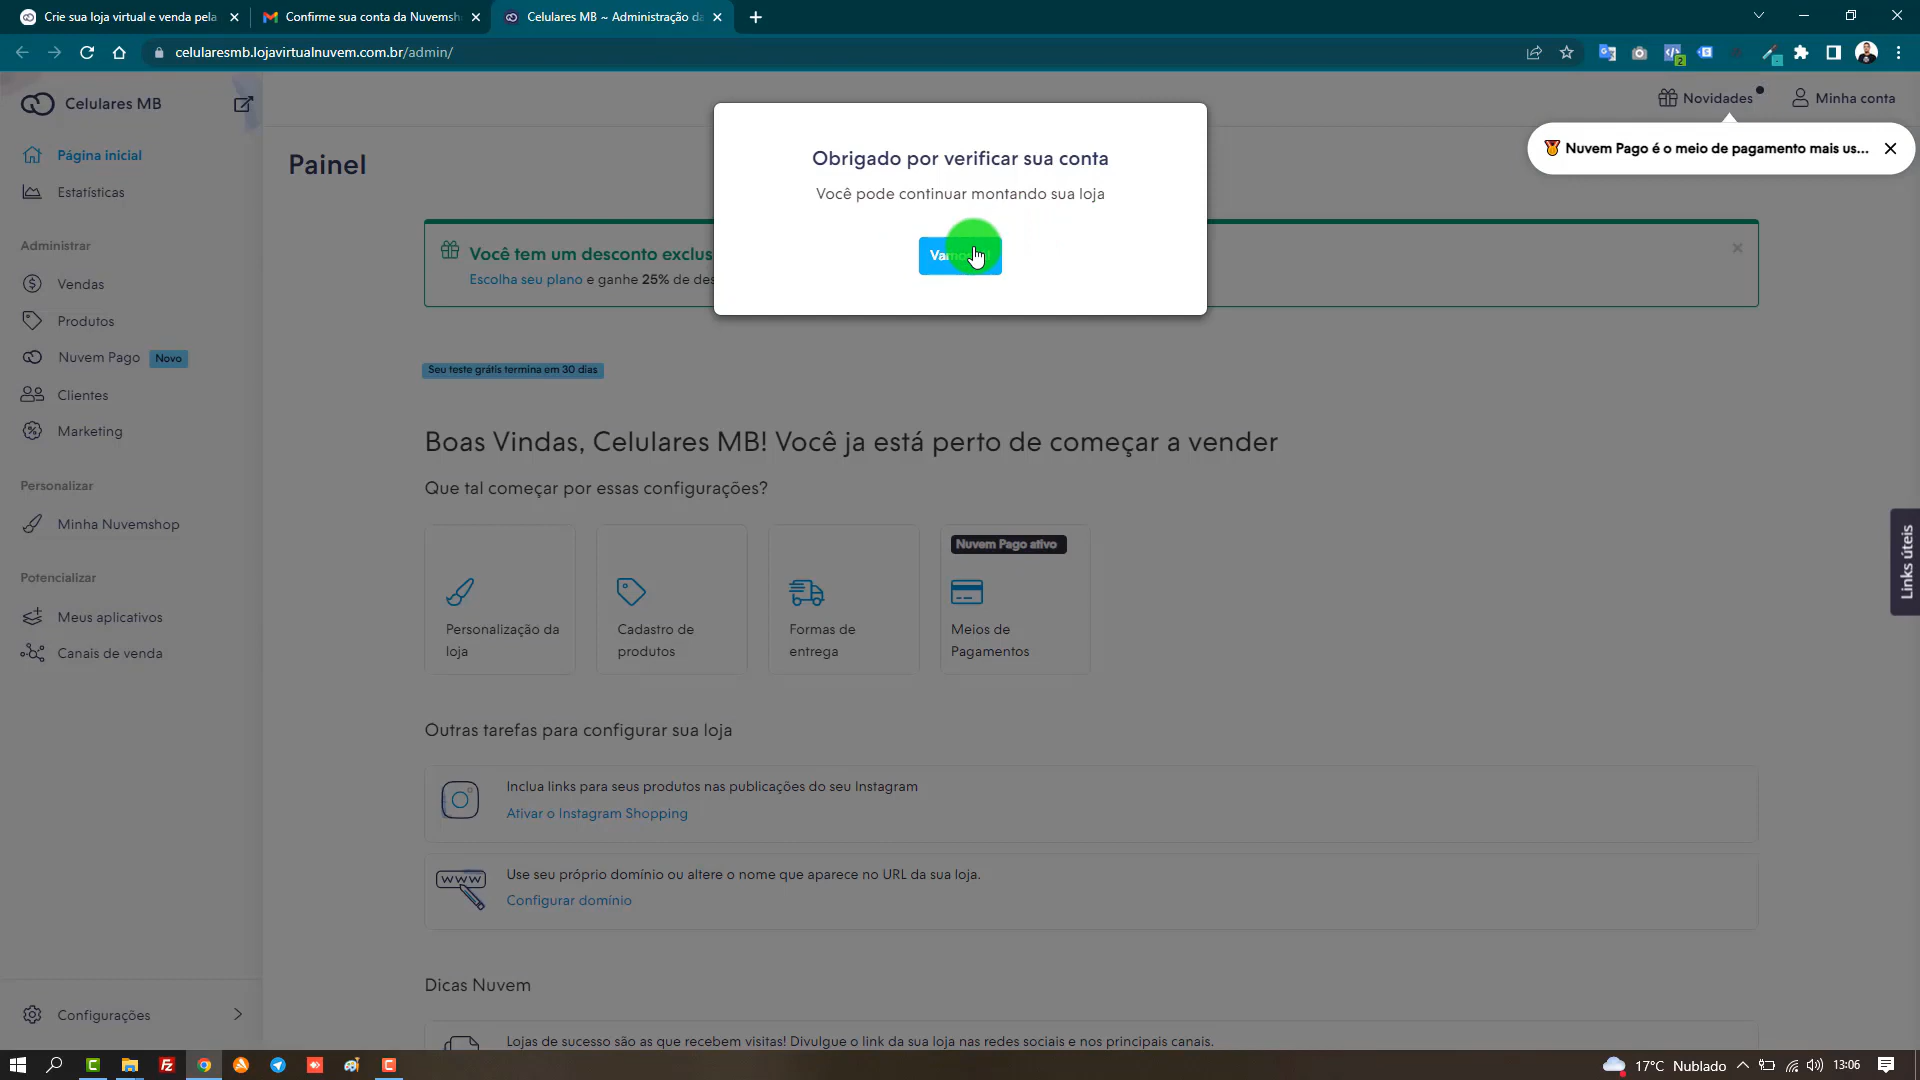 Crie sua loja virtual e venda pela
Confirme sua conta da Nuvemsh
Celulares MB ~ Administração da
celularesmb.lojavirtualnuvem.com.br/admin/
2
Celulares MB
Novidades
Minha conta
Nuvem Pago é o meio de pagamento mais us...
Página inicial
Estatísticas
Administrar
Vendas
Produtos
Nuvem Pago
Novo
Clientes
Marketing
Personalizar
Minha Nuvemshop
Potencializar
Meus aplicativos
Canais de venda
Configurações
Painel
Obrigado por verificar sua conta
Você pode continuar montando sua loja
Você tem um desconto exclus
Escolha seu plano e ganhe 25% de des
Seu teste grátis termina em 30 dias
Boas Vindas, Celulares MB! Você ja está perto de começar a vender
Que tal começar por essas configurações?
Personalização da
loja
Cadastro de
produtos
Formas de
entrega
Nuvem Pago ativo
Meios de
Pagamentos
Links úteis
Outras tarefas para configurar sua loja
Inclua links para seus produtos nas publicações do seu Instagram
Ativar o Instagram Shopping
www
Use seu próprio domínio ou altere o nome que aparece no URL da sua loja.
Configurar domínio
Dicas Nuvem
Lojas de sucesso são as que recebem visitas! Divulgue o link da sua loja nas redes sociais e nos principais canais.
17°C Nublado
13:06